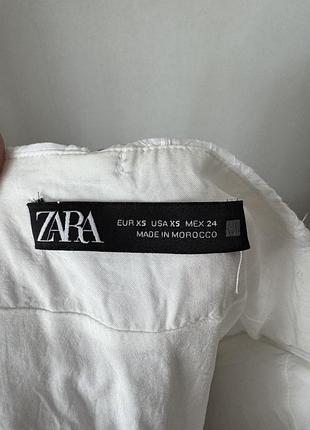 ZARA
EUR XS USA XS MEX 24
MADE IN MOROCCO